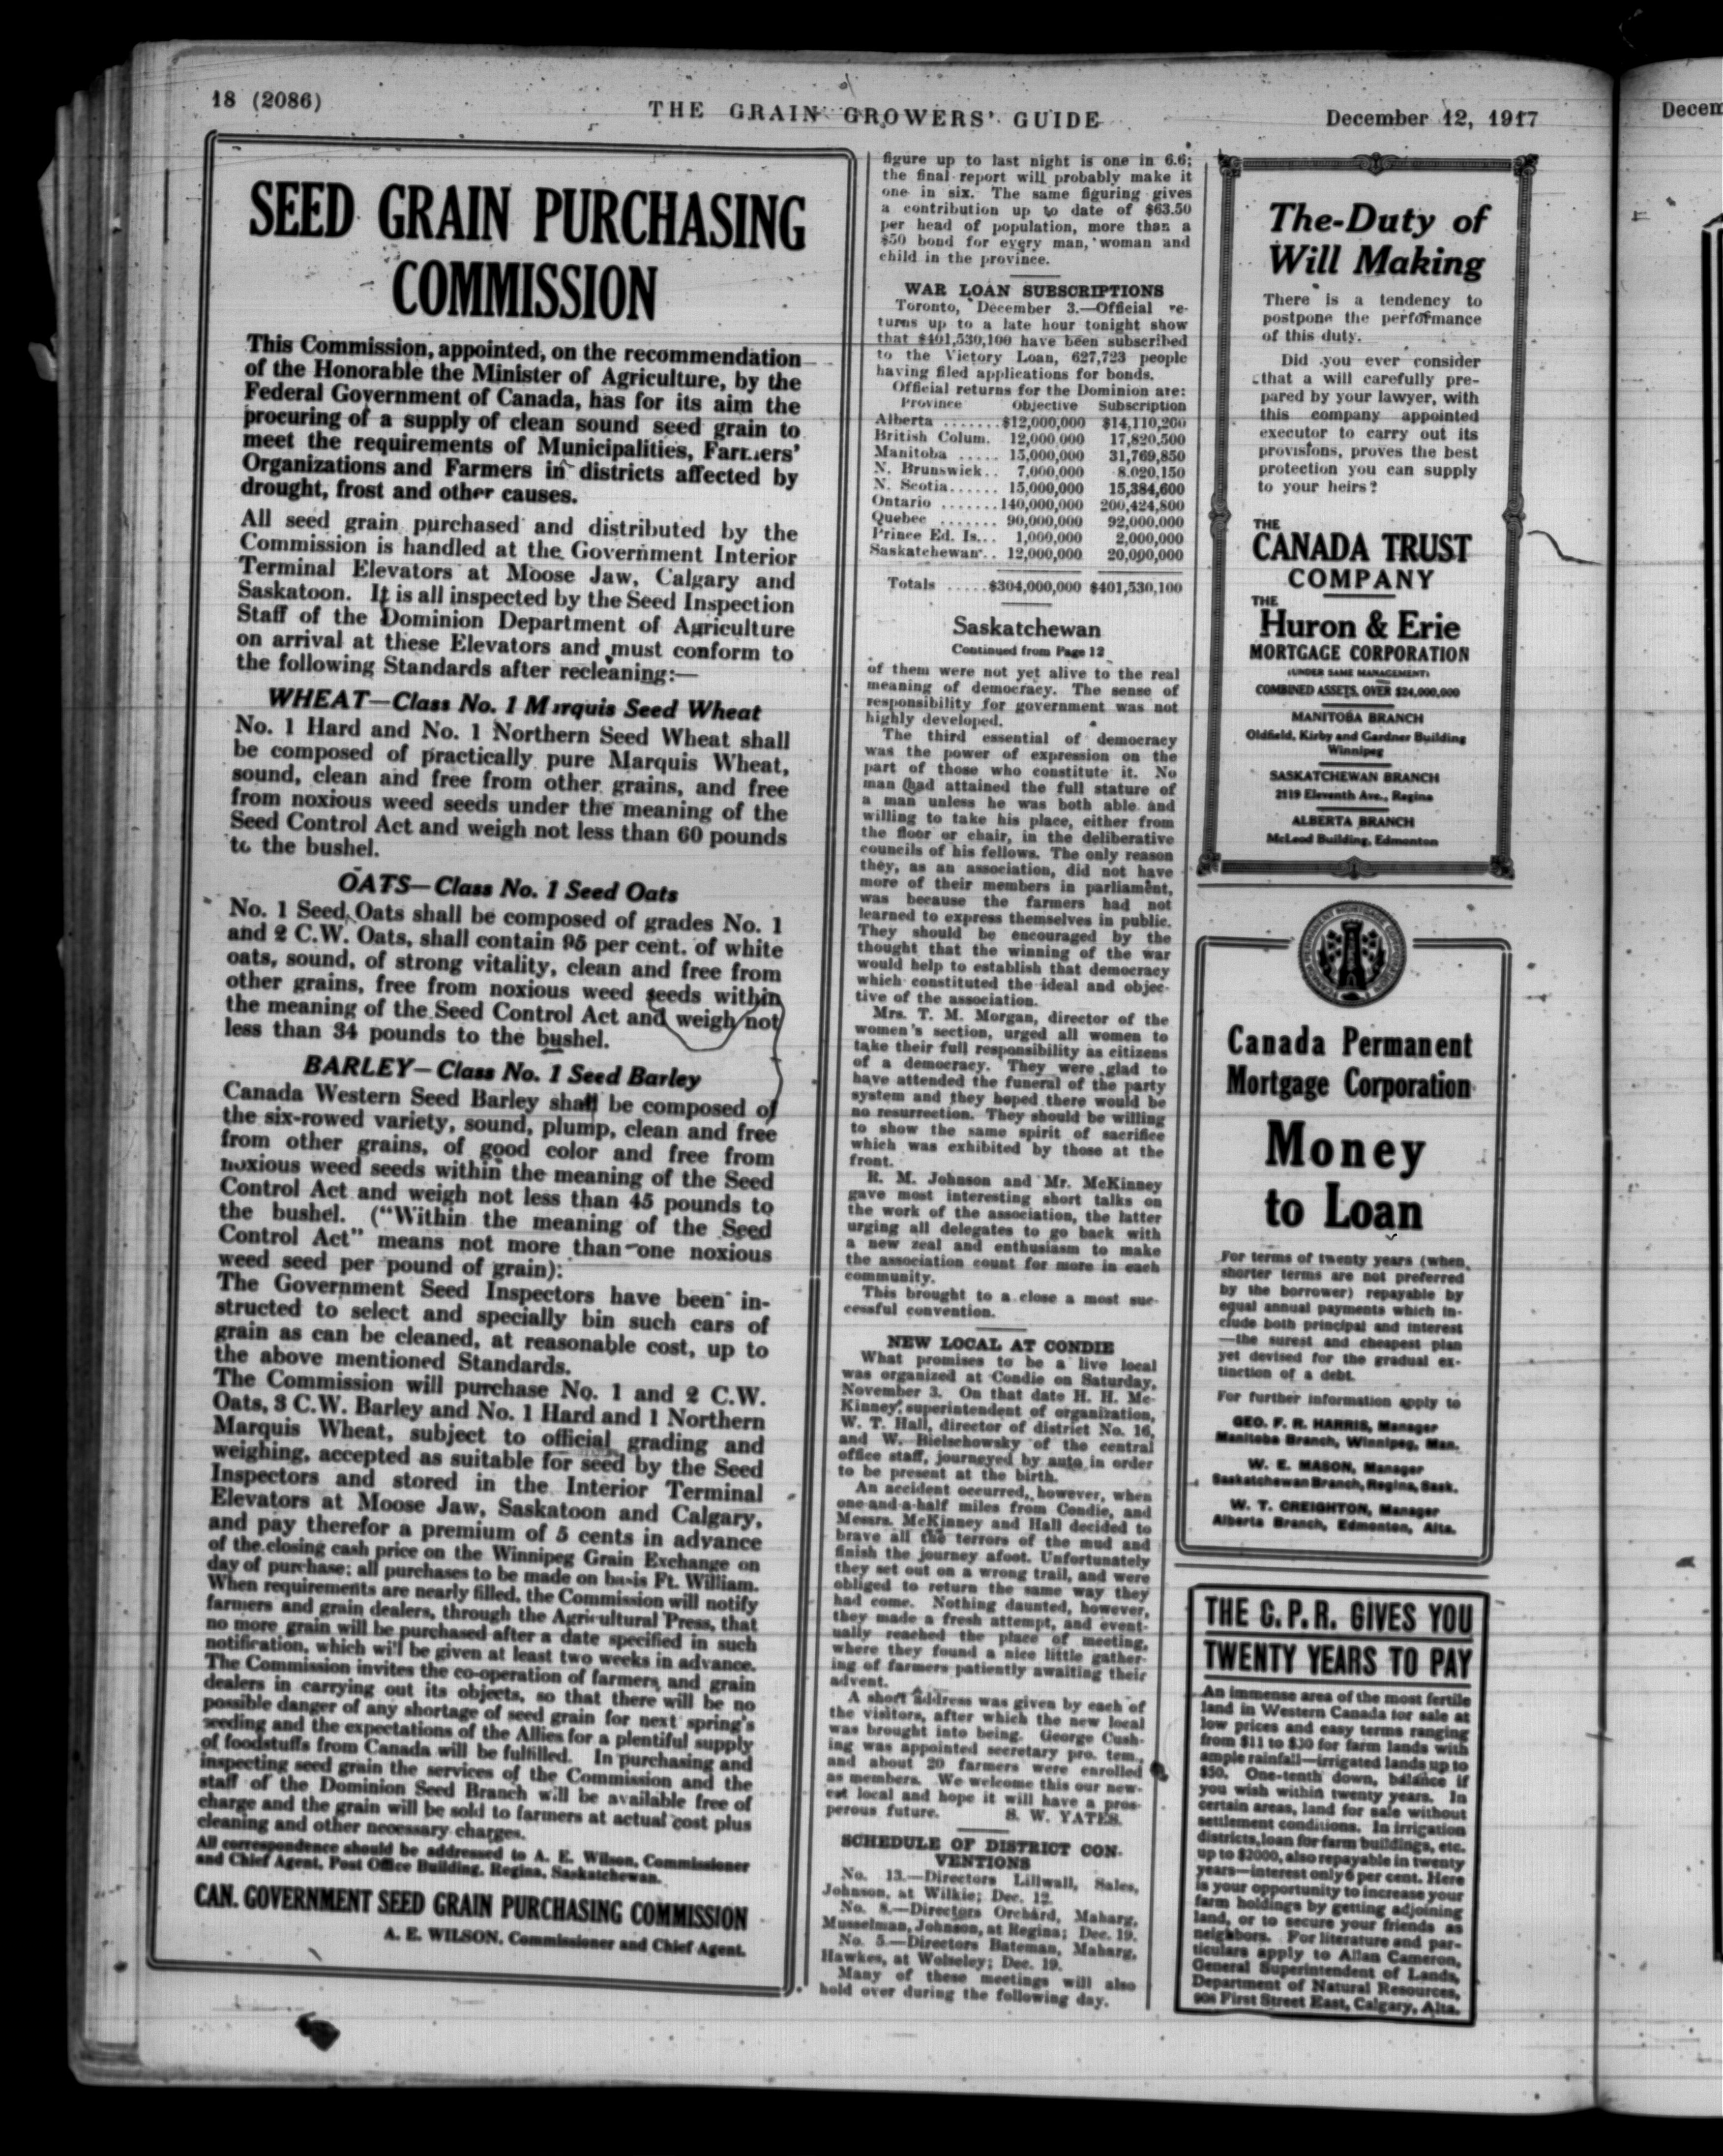 18 (2086)
THE GRAIN GROWERS' GUIDE
December 12, 1917
SEED GRAIN PURCHASING
COMMISSION
This Commission, appointed, on the recommendation
of the Honorable the Minister of Agriculture, by the
Federal Government of Canada, has for its aim the
procuring of a supply of clean sound seed grain to
meet the requirements of Municipalities, Farmers'
Organizations and Farmers in districts affected by
drought, frost and other causes.
All seed grain purchased and distributed by the
Commission is handled at the Government Interior
Terminal Elevators at Moose Jaw, Calgary and
Saskatoon. It is all inspected by the Seed Inspection
Staff of the Dominion Department of Agriculture
on arrival at these Elevators and must conform to
the following Standards after recleaning:—
WHEAT—Class No. 1 Marquis Seed Wheat
No. 1 Hard and No. 1 Northern Seed Wheat shall
be composed of practically pure Marquis Wheat,
sound, clean and free from other grains, and free
from noxious weed seeds under the meaning of the
Seed Control Act and weigh not less than 60 pounds
to the bushel.
OATS—Class No. 1 Seed Oats
No. 1 Seed Oats shall be composed of grades No. 1
and 2 C.W. Oats, shall contain 95 per cent. of white
oats, sound, of strong vitality, clean and free from
other grains, free from noxious weed seeds within
the meaning of the Seed Control Act and weigh not
less than 34 pounds to the bushel.
BARLEY—Class No. 1 Seed Barley
Canada Western Seed Barley shall be composed of
the six-rowed variety, sound, plump, clean and free
from other grains, of good color and free from
noxious weed seeds within the meaning of the Seed
Control Act and weigh not less than 45 pounds to
the bushel. ("Within the meaning of the Seed
Control Act" means not more than one noxious
weed seed per pound of grain):
The Government Seed Inspectors have been in-
structed to select and specially bin such cars of
grain as can be cleaned, at reasonable cost, up to
the above mentioned Standards.
The Commission will purchase No. 1 and 2 C.W.
Oats, 3 C.W. Barley and No. 1 Hard and 1 Northern
Marquis Wheat, subject to official grading and
weighing, accepted as suitable for seed by the Seed
Inspectors and stored in the Interior Terminal
Elevators at Moose Jaw, Saskatoon and Calgary,
and pay therefor a premium of 5 cents in advance
of the closing cash price on the Winnipeg Grain Exchange on
day of purchase; all purchases to be made on basis Ft. William.
When requirements are nearly filled, the Commission will notify
farmers and grain dealers, through the Agricultural Press, that
no more grain will be purchased after a date specified in such
notification, which will be given at least two weeks in advance.
The Commission invites the co-operation of farmers and grain
dealers in carrying out its objects, so that there will be no
possible danger of any shortage of seed grain for next spring's
seeding and the expectations of the Allies for a plentiful supply
of foodstuffs from Canada will be fulfilled. In purchasing and
inspecting seed grain the services of the Commission and the
staff of the Dominion Seed Branch will be available free of
charge and the grain will be sold to farmers at actual cost plus
cleaning and other necessary charges.
All correspondence should be addressed to A. E. Wilson, Commissioner
and Chief Agent, Post Office Building, Regina, Saskatchewan.
CAN. GOVERNMENT SEED GRAIN PURCHASING COMMISSION
A. E. WILSON, Commissioner and Chief Agent.
figure up to last night is one in 6.6;
the final report will probably make it
one in six. The same figuring gives
a contribution up to date of $63.50
per head of population, more than a
$50 bond for every man, woman and
child in the province.
WAR LOAN SUBSCRIPTIONS
Toronto, December 3.—Official re-
turns up to a late hour tonight show
that $401,530,100 have been subscribed
to the Victory Loan, 627,723 people
having filed applications for bonds.
Official returns for the Dominion are:
Province Objective Subscription
Alberta .......$12,000,000 $14,110,200
British Colum. 12,000,000 17,820,500
Manitoba ..... 15,000,000 31,769,850
N. Brunswick.. 7,000,000 8,020,150
N. Scotia...... 15,000,000 15,384,600
Ontario .......140,000,000 200,424,800
Quebec ....... 90,000,000 92,000,000
Prince Ed. Is... 1,000,000 2,000,000
Saskatchewan.. 12,000,000 20,000,000
Totals .....$304,000,000 $401,530,100
Saskatchewan
Continued from Page 12
of them were not yet alive to the real
meaning of democracy. The sense of
responsibility for government was not
highly developed.
The third essential of democracy
was the power of expression on the
part of those who constitute it. No
man had attained the full stature of
a man unless he was both able and
willing to take his place, either from
the floor or chair, in the deliberative
councils of his fellows. The only reason
they, as an association, did not have
more of their members in parliament,
was because the farmers had not
learned to express themselves in public.
They should be encouraged by the
thought that the winning of the war
would help to establish that democracy
which constituted the ideal and objec-
tive of the association.
Mrs. T. M. Morgan, director of the
women's section, urged all women to
take their full responsibility as citizens
of a democracy. They were glad to
have attended the funeral of the party
system and they hoped there would be
no resurrection. They should be willing
to show the same spirit of sacrifice
which was exhibited by those at the
front.
R. M. Johnson and Mr. McKinney
gave most interesting short talks on
the work of the association, the latter
urging all delegates to go back with
a new zeal and enthusiasm to make
the association count for more in each
community.
This brought to a close a most suc-
cessful convention.
NEW LOCAL AT CONDIE
What promises to be a live local
was organized at Condie on Saturday,
November 3. On that date H. H. Mc-
Kinney, superintendent of organization,
W. T. Hall, director of district No. 16,
and W. Bielschowsky of the central
office staff, journeyed by auto in order
to be present at the birth.
An accident occurred, however, when
one-and-a-half miles from Condie, and
Messrs. McKinney and Hall decided to
brave all the terrors of the mud and
finish the journey afoot. Unfortunately
they set out on a wrong trail, and were
obliged to return the same way they
had come. Nothing daunted, however,
they made a fresh attempt, and event-
ually reached the place of meeting,
where they found a nice little gather-
ing of farmers patiently awaiting their
advent.
A short address was given by each of
the visitors, after which the new local
was brought into being. George Cush-
ing was appointed secretary pro. tem.,
and about 20 farmers were enrolled
as members. We welcome this our new-
est local and hope it will have a pros-
perous future. S. W. YATES.
SCHEDULE OF DISTRICT CON-
VENTIONS
No. 13.—Directors Lillwall, Sales,
Johnson, at Wilkie; Dec. 12.
No. 8.—Directors Orchard, Maharg,
Musselman, Johnson, at Regina; Dec. 19.
No. 5.—Directors Bateman, Maharg,
Hawkes, at Wolseley; Dec. 19.
Many of these meetings will also
hold over during the following day.
The Duty of
Will Making
There is a tendency to
postpone the performance
of this duty.
Did you ever consider
that a will carefully pre-
pared by your lawyer, with
this company appointed
executor to carry out its
provisions, proves the best
protection you can supply
to your heirs?
THE
CANADA TRUST
COMPANY
THE
Huron & Erie
MORTGAGE CORPORATION
(UNDER SAME MANAGEMENT)
COMBINED ASSETS, OVER $24,000,000
MANITOBA BRANCH
Oldfield, Kirby and Gardner Building
Winnipeg
SASKATCHEWAN BRANCH
2119 Eleventh Ave., Regina
ALBERTA BRANCH
McLeod Building, Edmonton
Canada Permanent
Mortgage Corporation
Money
to Loan
For terms of twenty years (when
shorter terms are not preferred
by the borrower) repayable by
equal annual payments which in-
clude both principal and interest
—the surest and cheapest plan
yet devised for the gradual ex-
tinction of a debt.
For further information apply to
GEO. F. R. HARRIS, Manager
Manitoba Branch, Winnipeg, Man.
W. E. MASON, Manager
Saskatchewan Branch, Regina, Sask.
W. T. CREIGHTON, Manager
Alberta Branch, Edmonton, Alta.
THE C.P.R. GIVES YOU
TWENTY YEARS TO PAY
An immense area of the most fertile
land in Western Canada for sale at
low prices and easy terms ranging
from $11 to $30 for farm lands with
ample rainfall—irrigated lands up to
$50. One-tenth down, balance if
you wish within twenty years. In
certain areas, land for sale without
settlement conditions. In irrigation
districts, loan for farm buildings, etc.
up to $2000, also repayable in twenty
years—interest only 6 per cent. Here
is your opportunity to increase your
farm holdings by getting adjoining
land, or to secure your friends as
neighbors. For literature and par-
ticulars apply to Allan Cameron,
General Superintendent of Lands,
Department of Natural Resources,
908 First Street East, Calgary, Alta.
Decem